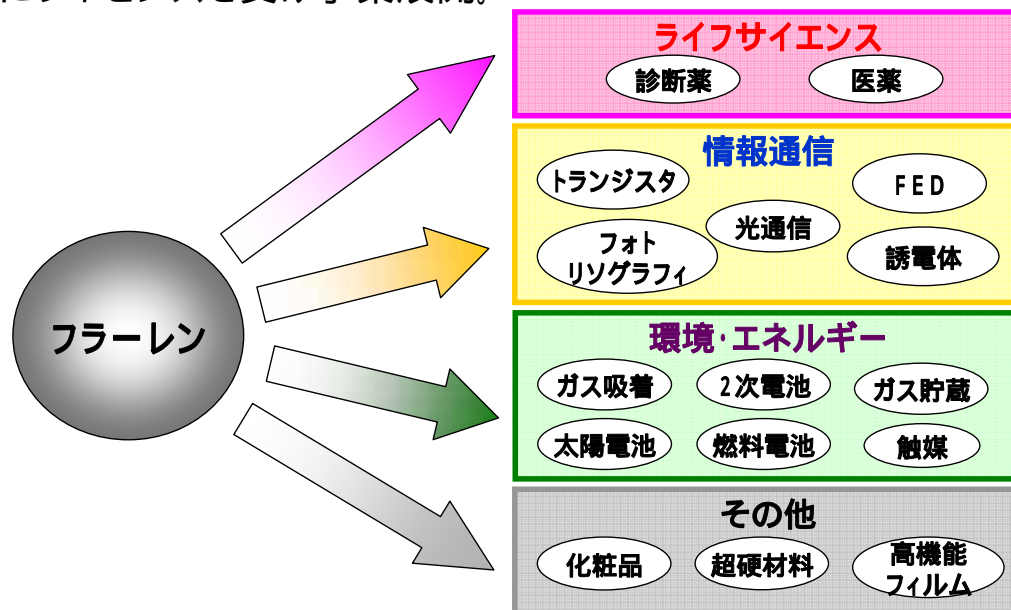 フラーレン
ライフサイエンス
診断薬
医薬
情報通信
トランジスタ
FED
光通信
フォト
リソグラフィ
誘電体
環境・エネルギー
ガス吸着
2次電池
ガス貯蔵
太陽電池
燃料電池
触媒
その他
化粧品
超硬材料
高機能
フィルム